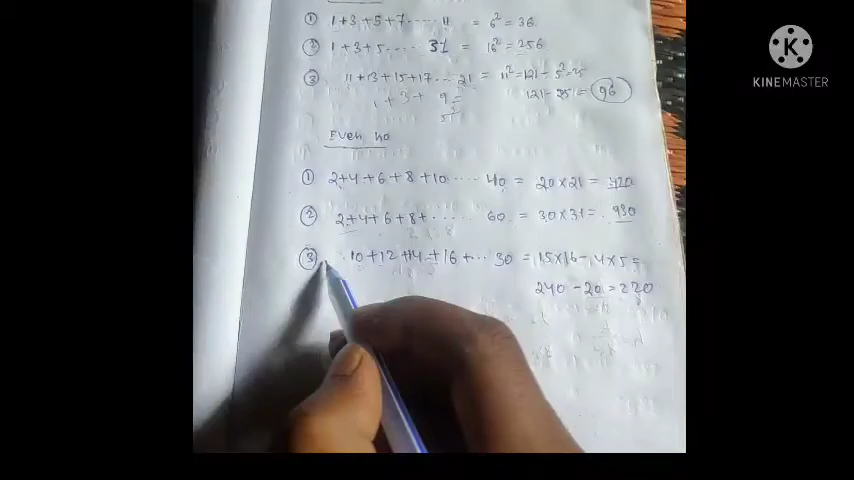 ① 1+3+5+7..... 11 = 6² = 36
② 1+3+5..... 31 = 16² = 256
③ 11+13+15+17...21 = 11² = 121 - 5² = 25
1+3+ 9= 121-25 = 96
Even no
① 2+4+6+8+10..... 40 = 20×21 = 420
② 2+4+6+8+...... 60 = 30×31 = 930
③ 10+12+14+16+... 30 = 15×16-4×5=
240-20=220
KINEMASTER